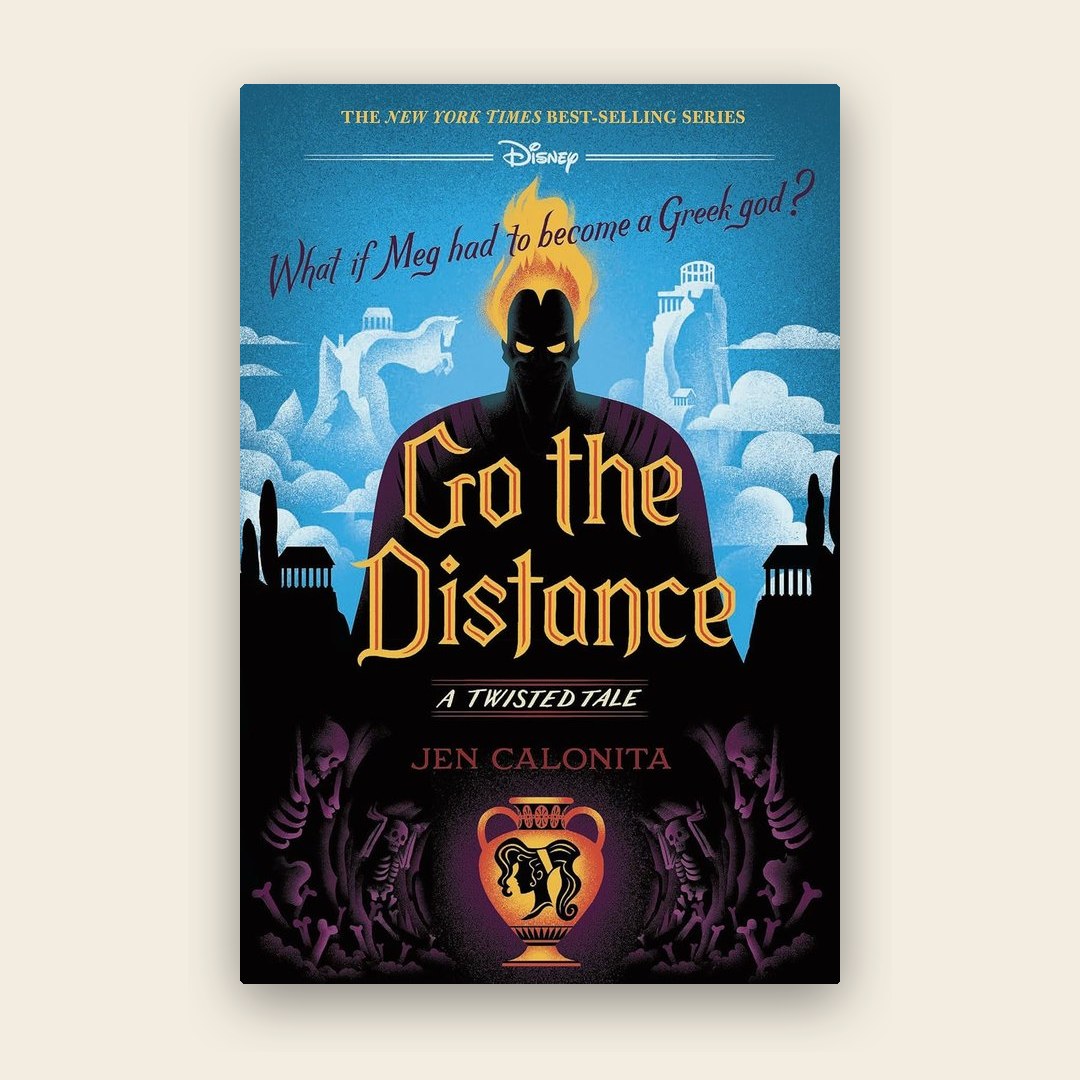 THE NEW YORK TIMES BEST-SELLING SERIES
Disney
What if Meg had to become a Greek god?
Go the
Distance
A TWISTED TALE
JEN CALONITA